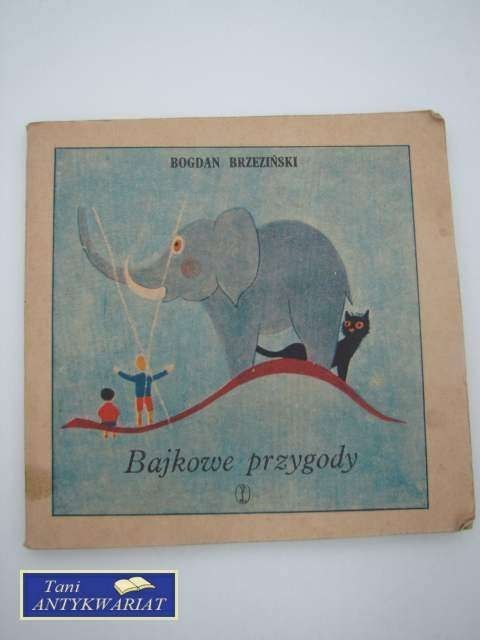 BOGDAN BRZEZIŃSKI
Bajkowe przygody
Tani
ANTYKWARIAT